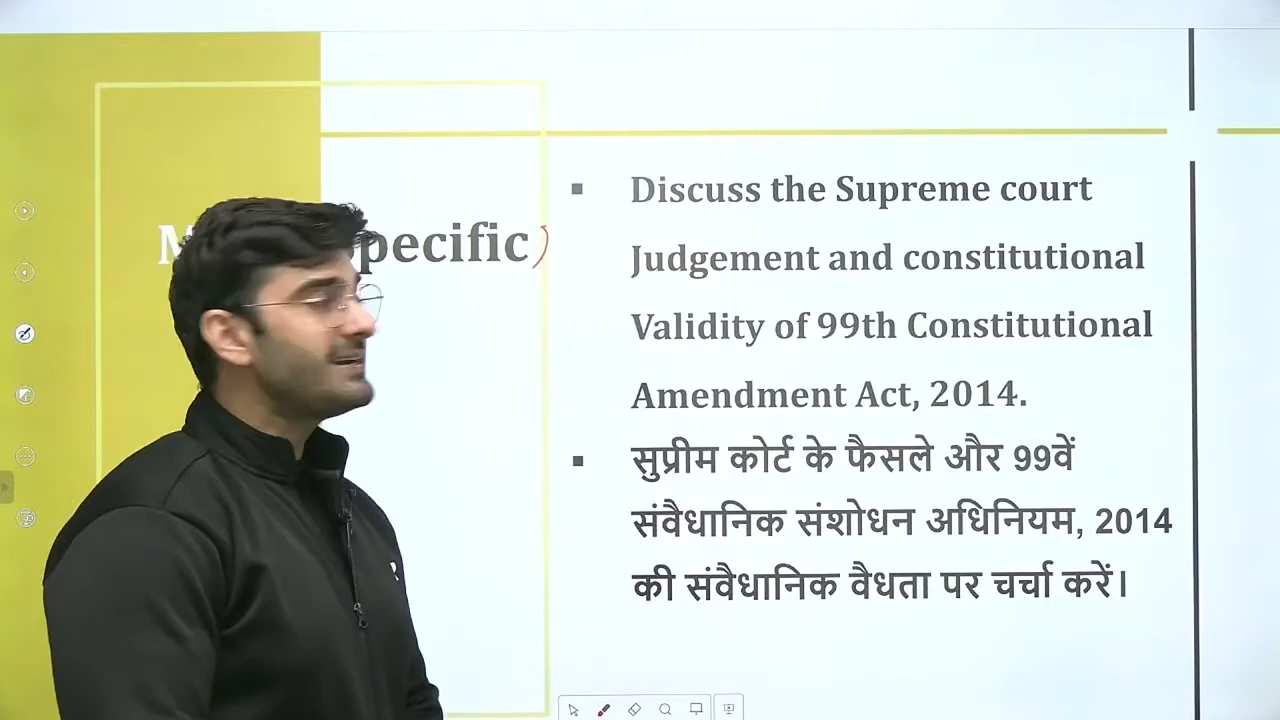 pecific)
Discuss the Supreme court
Judgement and constitutional
Validity of 99th Constitutional
Amendment Act, 2014.
सुप्रीम कोर्ट के फैसले और 99वें
संवैधानिक संशोधन अधिनियम, 2014
की संवैधानिक वैधता पर चर्चा करें।